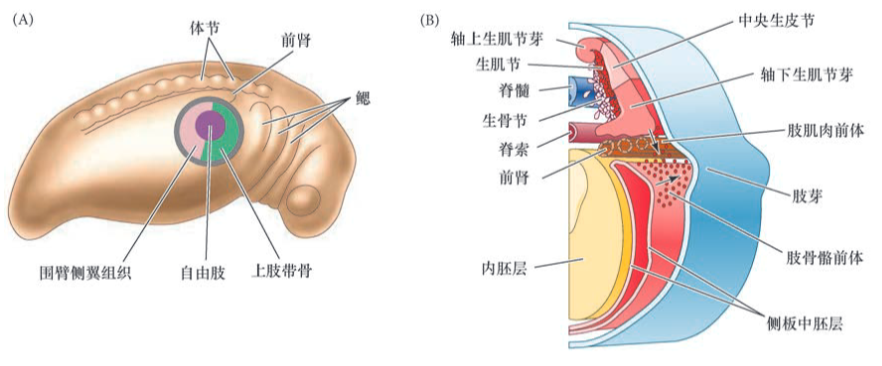 (A)
体节
前肾
鳃
围臂侧翼组织
自由肢
上肢带骨
(B)
中央生皮节
轴上生肌节芽
生肌节
轴下生肌节芽
脊髓
生骨节
肢肌肉前体
脊索
前肾
肢芽
肢骨骼前体
内胚层
侧板中胚层